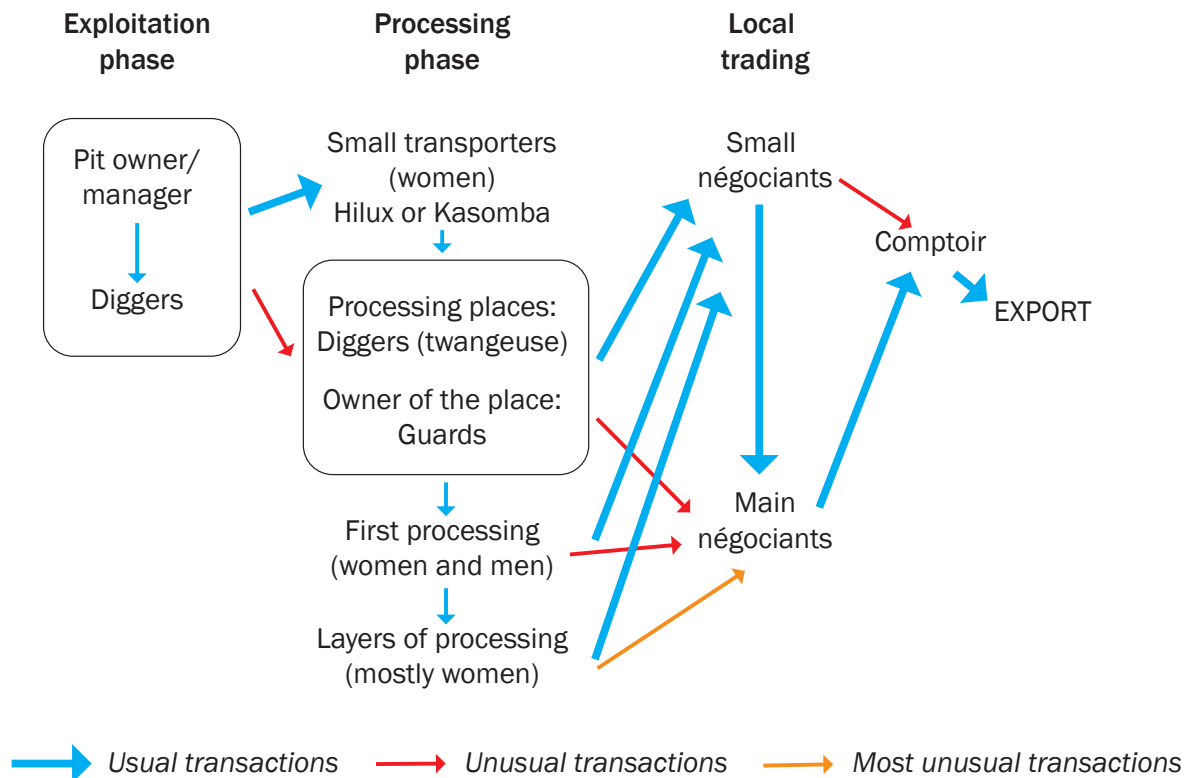 Exploitation
phase
Processing
phase
Local
trading
Pit owner/
manager
Diggers
Small transporters
(women)
Hilux or Kasomba
Processing places:
Diggers (twangeuse)
Owner of the place:
Guards
First processing
(women and men)
Layers of processing
(mostly women)
Small
négociants
Main
négociants
Comptoir
EXPORT
Usual transactions
Unusual transactions
Most unusual transactions